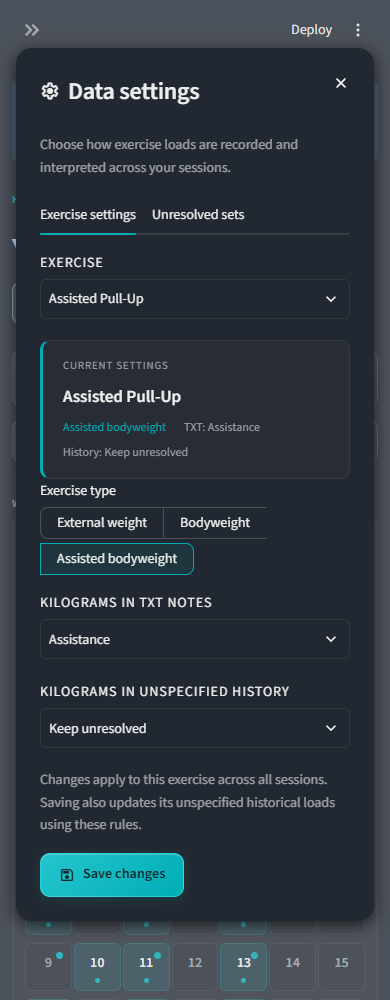 Deploy
Data settings
Choose how exercise loads are recorded and
interpreted across your sessions.
Exercise settings Unresolved sets
EXERCISE
Assisted Pull-Up
CURRENT SETTINGS
Assisted Pull-Up
Assisted bodyweight TXT: Assistance
History: Keep unresolved
Exercise type
External weight Bodyweight
Assisted bodyweight
KILOGRAMS IN TXT NOTES
Assistance
KILOGRAMS IN UNSPECIFIED HISTORY
Keep unresolved
Changes apply to this exercise across all sessions.
Saving also updates its unspecified historical loads
using these rules.
Save changes
9 10 11 12 13 14 15